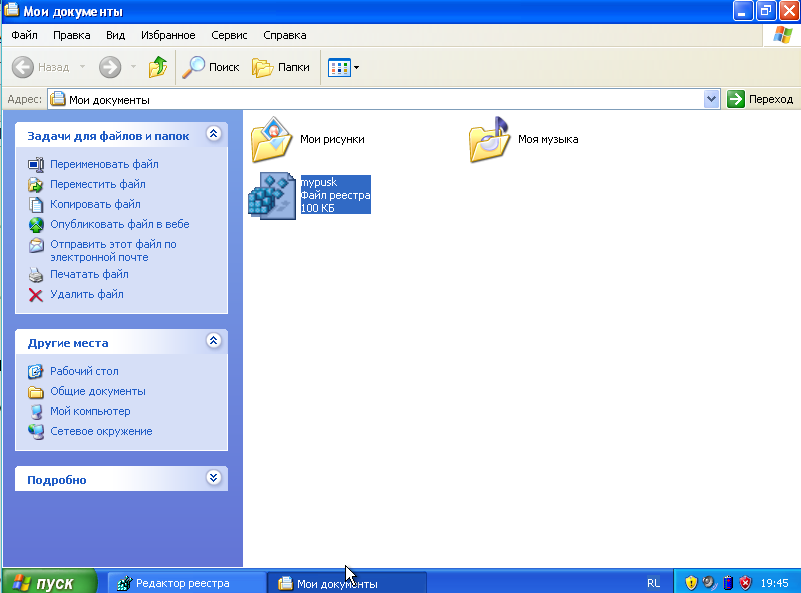 Мои документы
Файл Правка Вид Избранное Сервис Справка
Назад Поиск Папки
Адрес: Мои документы Переход
Задачи для файлов и папок
Переименовать файл
Переместить файл
Копировать файл
Опубликовать файл в вебе
Отправить этот файл по
электронной почте
Печатать файл
Удалить файл
Другие места
Рабочий стол
Общие документы
Мой компьютер
Сетевое окружение
Подробно
Мои рисунки
Моя музыка
mypusk
Файл реестра
100 КБ
пуск Редактор реестра Мои документы RL 19:45